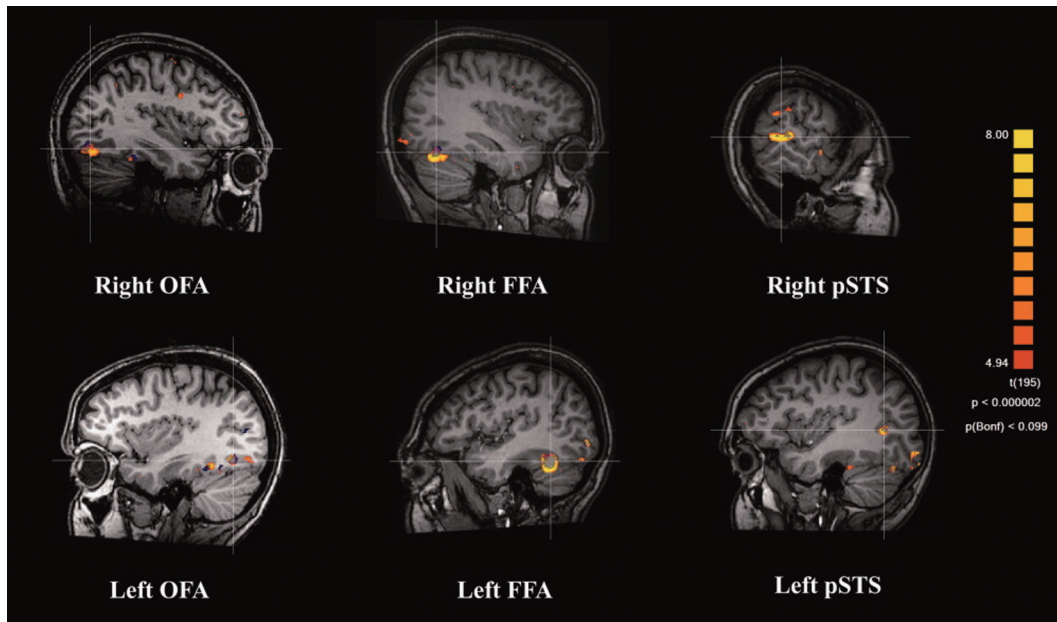 Right OFA
Right FFA
Right pSTS
8.00
4.94
t(195)
p < 0.000002
p(Bonf) < 0.099
Left OFA
Left FFA
Left pSTS